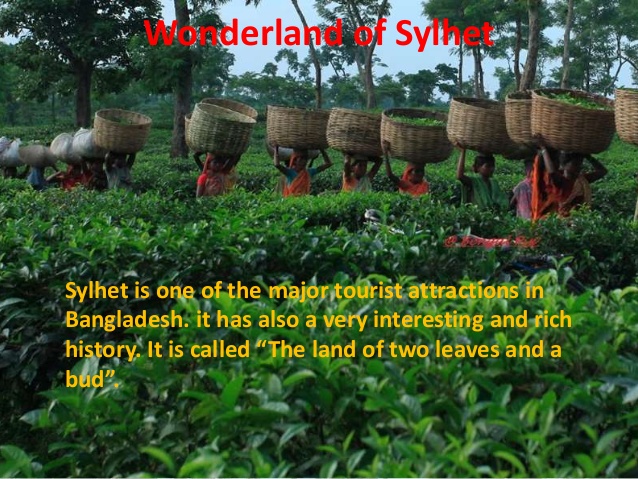 Wonderland of Sylhet
Sylhet is one of the major tourist attractions in
Bangladesh. it has also a very interesting and rich
history. It is called “The land of two leaves and a
bud”.